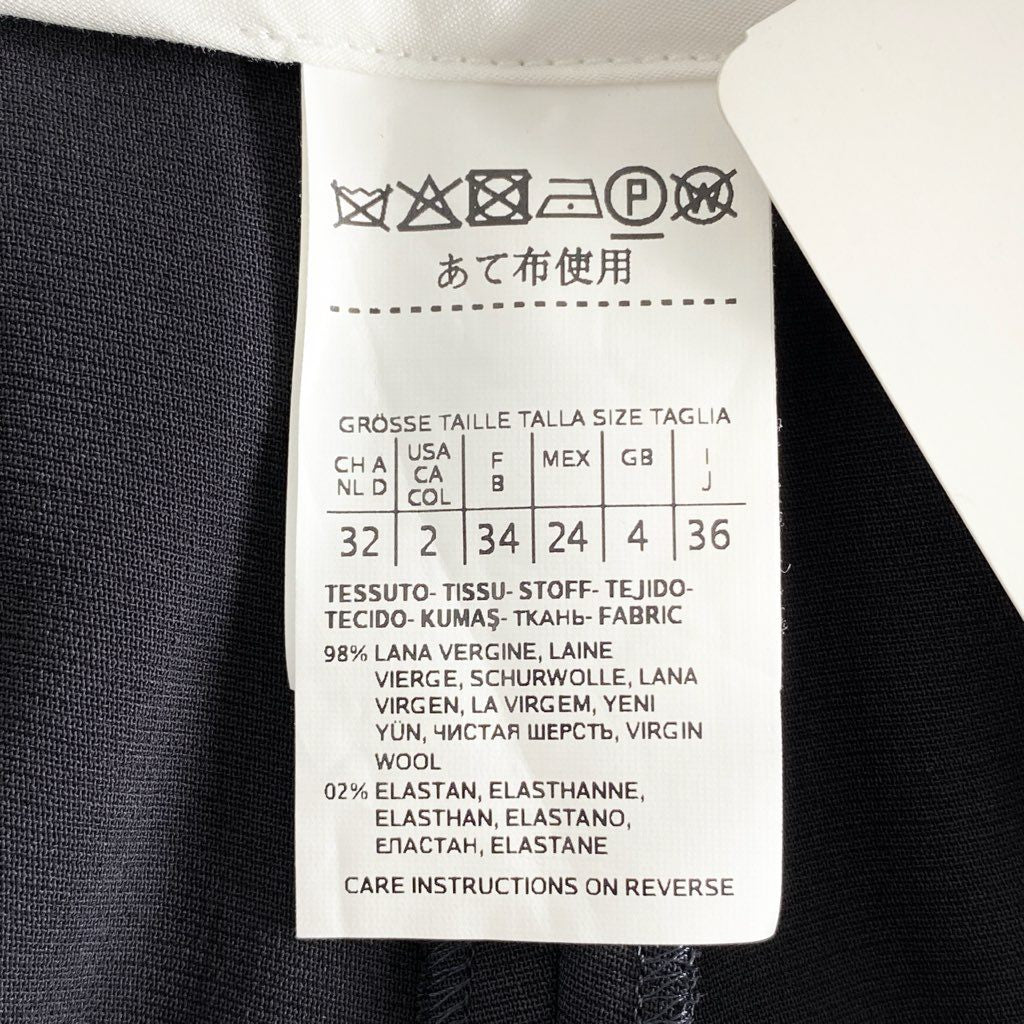 P W
あて布使用
GRÖSSE TAILLE TALLA SIZE TAGLIA
CH A NL D USA CA COL F B MEX GB I J
32 2 34 24 4 36
TESSUTO- TISSU- STOFF- TEJIDO-
TECIDO- KUMAŞ- ТКАНЬ- FABRIC
98% LANA VERGINE, LAINE
VIERGE, SCHURWOLLE, LANA
VIRGEN, LA VIRGEM, YENI
YÜN, ЧИСТАЯ ШЕРСТЬ, VIRGIN
WOOL
02% ELASTAN, ELASTHANNE,
ELASTHAN, ELASTANO,
ЕЛАСТАН, ELASTANE
CARE INSTRUCTIONS ON REVERSE